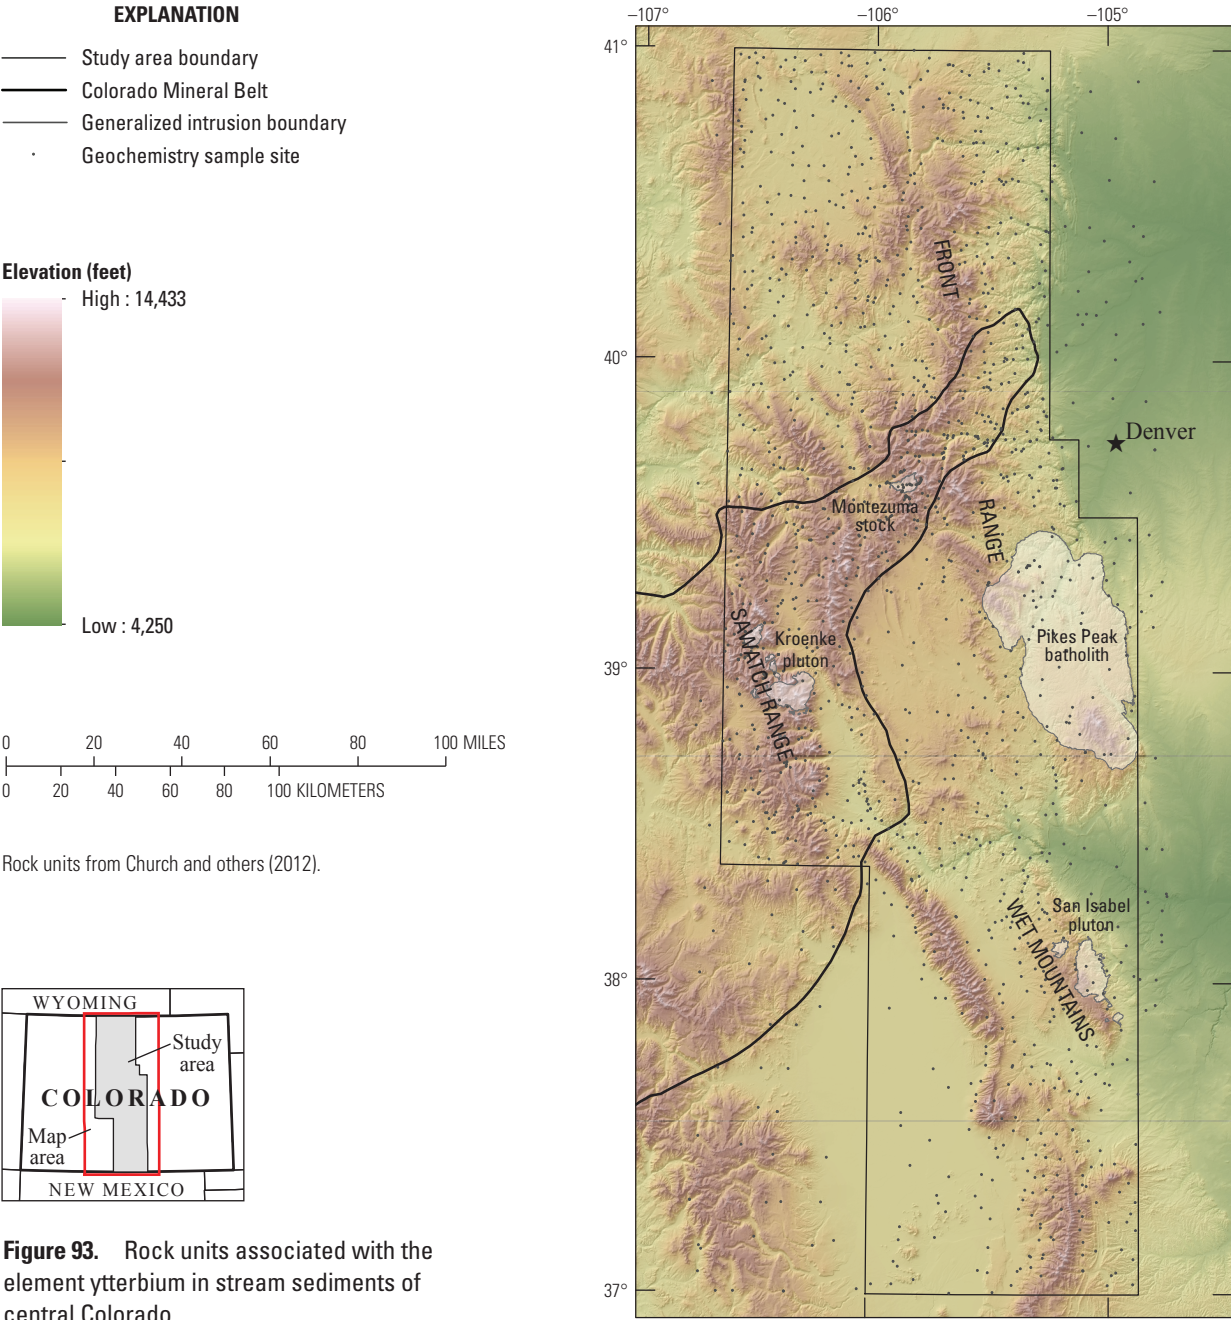 EXPLANATION
Study area boundary
Colorado Mineral Belt
Generalized intrusion boundary
Geochemistry sample site
Elevation (feet)
High : 14,433
Low : 4,250
0 20 40 60 80 100 MILES
0 20 40 60 80 100 KILOMETERS
Rock units from Church and others (2012).
WYOMING
Study
area
COLORADO
Map
area
NEW MEXICO
Figure 93. Rock units associated with the
element ytterbium in stream sediments of
central Colorado
–107° –106° –105°
41°
FRONT
40°
Denver
Montezuma
stock
RANGE
SAWATCH RANGE
Kroenke
pluton
Pikes Peak
batholith
39°
San Isabel
pluton
WET MOUNTAINS
38°
37°